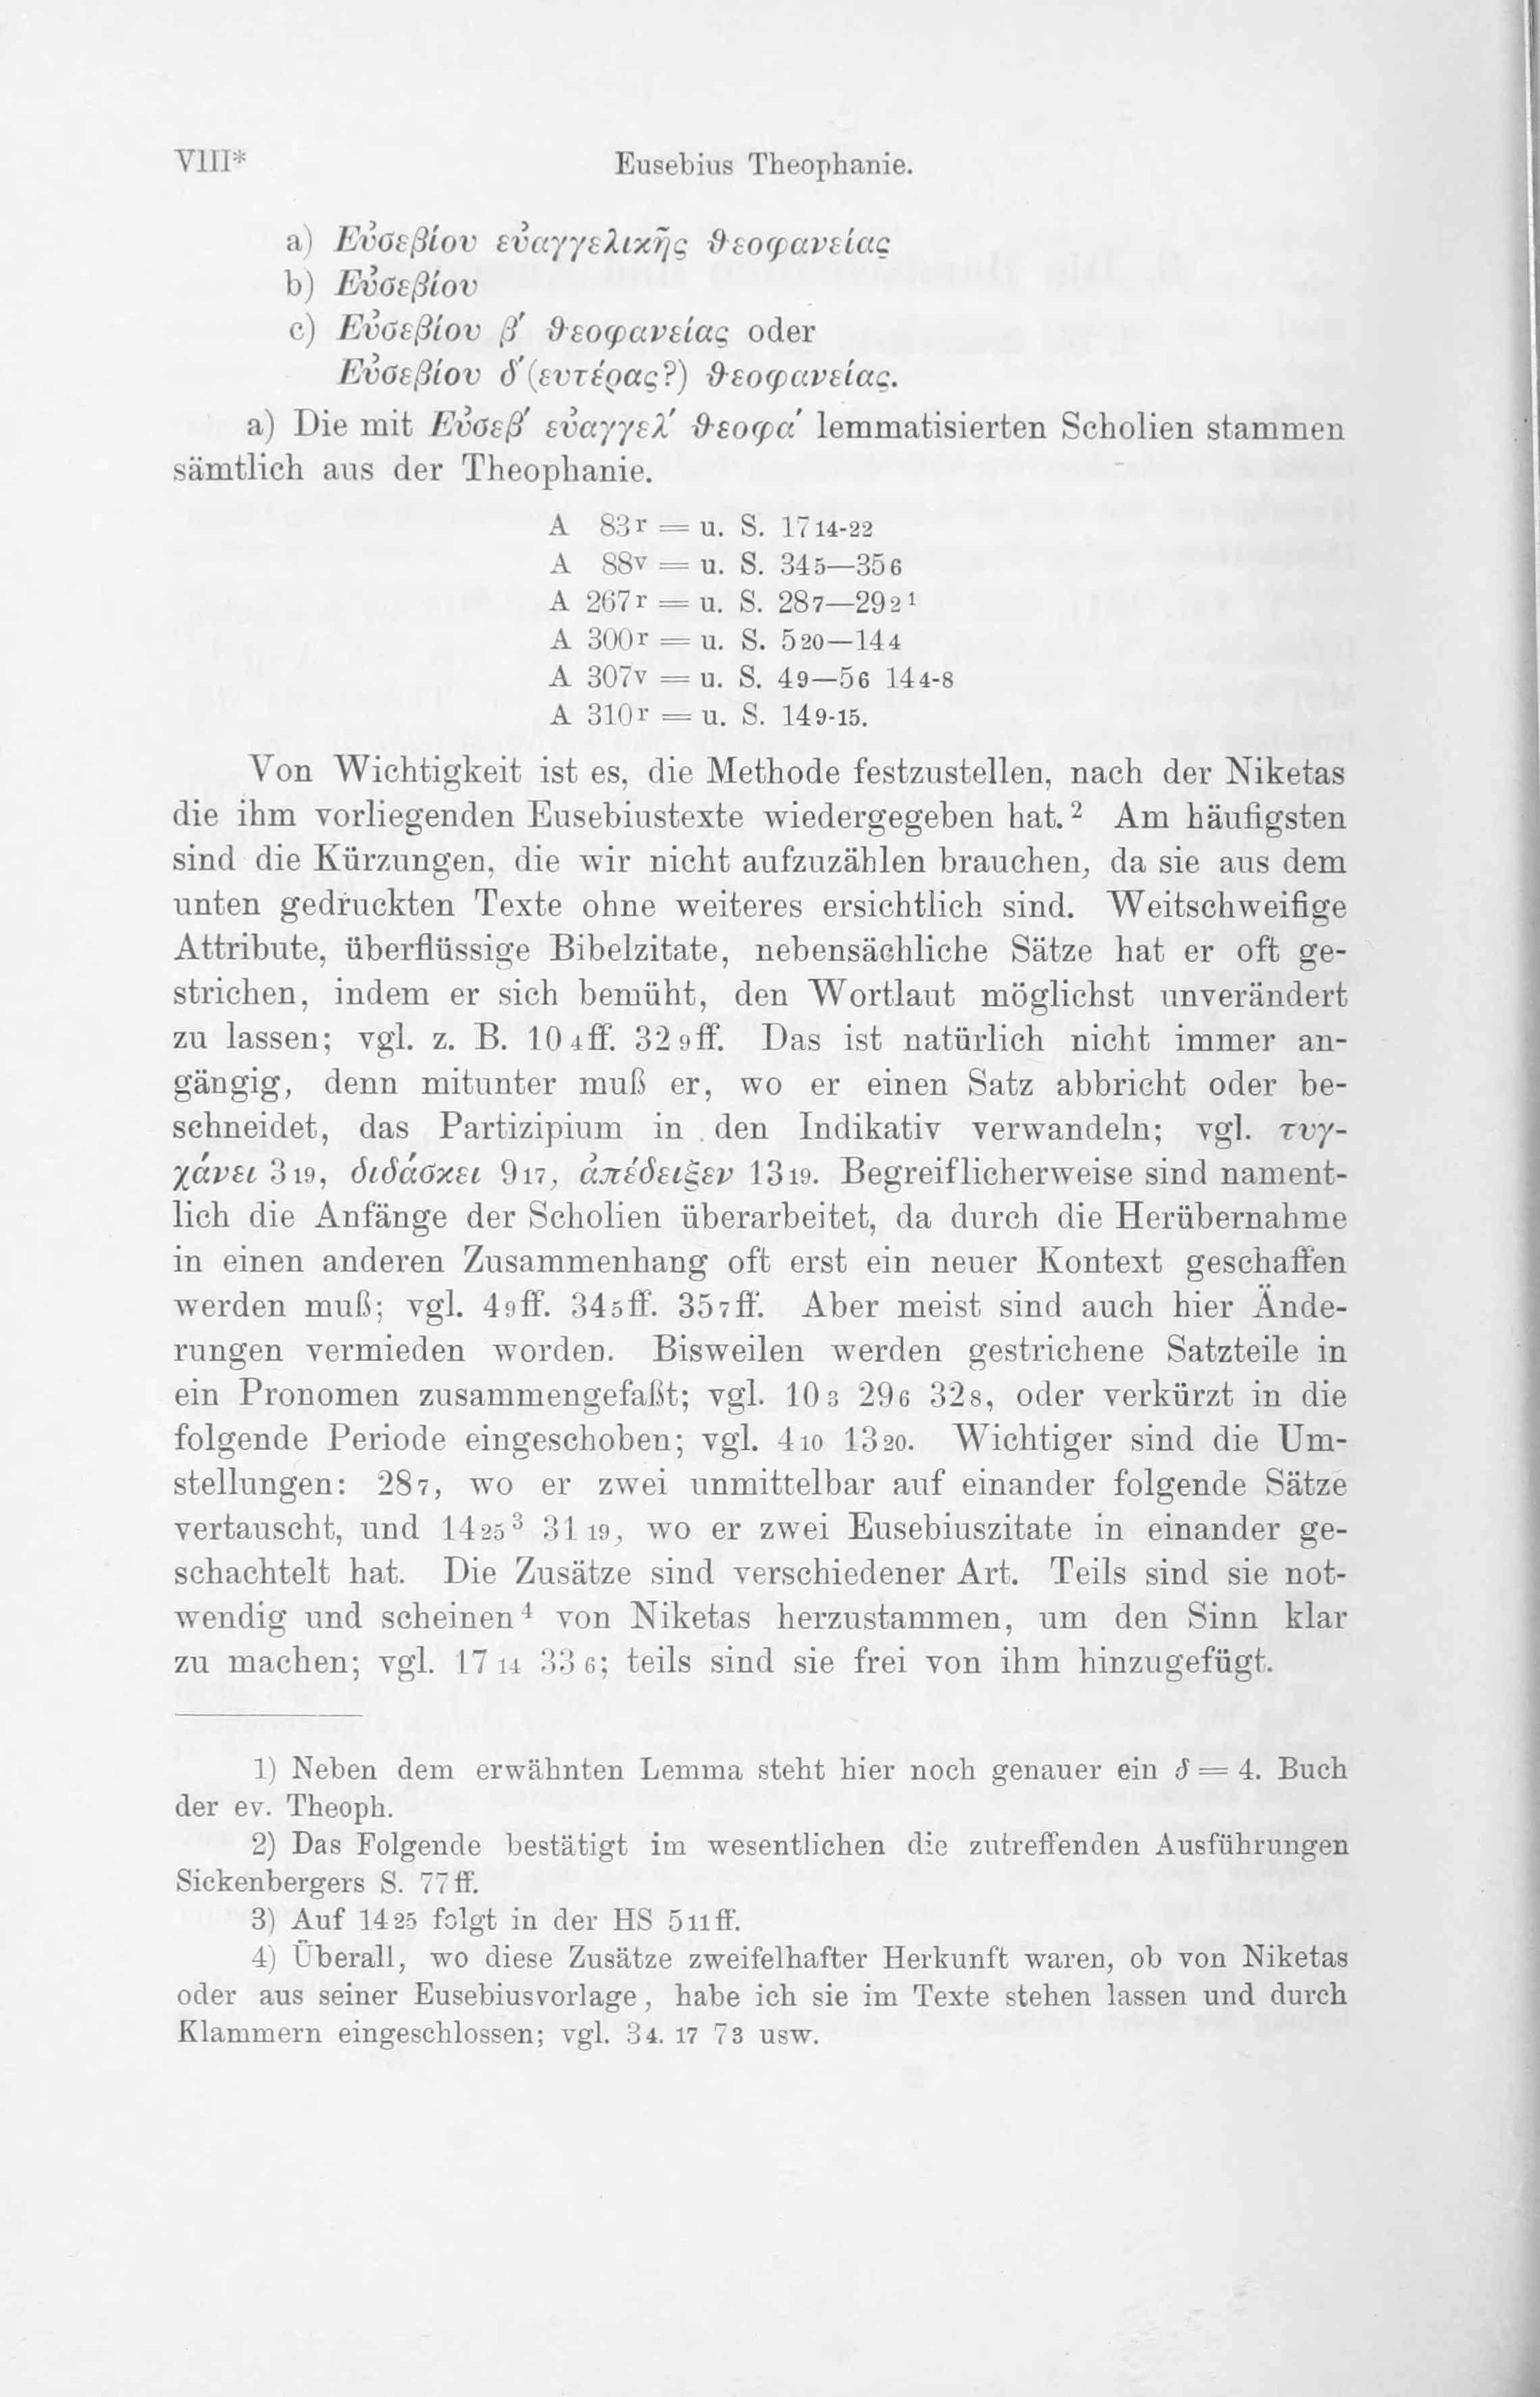 VIII*
Eusebius Theophanie.
a) Εὐσεβίου εὐαγγελικῆς ϑεοφανείας
b) Εὐσεβίου
c) Εὐσεβίου β' ϑεοφανείας oder
Εὐσεβίου δ' (ευτέρας?) ϑεοφανείας.
a) Die mit Εὐσεβ' εὐαγγελ' ϑεοφα' lemmatisierten Scholien stammen
sämtlich aus der Theophanie.
A 83r = u. S. 17 14-22
A 88v = u. S. 34 5—35 6
A 267r = u. S. 28 7—29 2 ¹
A 300r = u. S. 5 20—14 4
A 307v = u. S. 4 9—5 6 14 4-8
A 310r = u. S. 14 9-15.
Von Wichtigkeit ist es, die Methode festzustellen, nach der Niketas
die ihm vorliegenden Eusebiustexte wiedergegeben hat.² Am häufigsten
sind die Kürzungen, die wir nicht aufzuzählen brauchen, da sie aus dem
unten gedruckten Texte ohne weiteres ersichtlich sind. Weitschweifige
Attribute, überflüssige Bibelzitate, nebensächliche Sätze hat er oft ge-
strichen, indem er sich bemüht, den Wortlaut möglichst unverändert
zu lassen; vgl. z. B. 10 4 ff. 32 9 ff. Das ist natürlich nicht immer an-
gängig, denn mitunter muß er, wo er einen Satz abbricht oder be-
schneidet, das Partizipium in den Indikativ verwandeln; vgl. τυγ-
χάνει 3 19, διδάσκει 9 17, ἀπέδειξεν 13 19. Begreiflicherweise sind nament-
lich die Anfänge der Scholien überarbeitet, da durch die Herübernahme
in einen anderen Zusammenhang oft erst ein neuer Kontext geschaffen
werden muß; vgl. 4 9 ff. 34 5 ff. 35 7 ff. Aber meist sind auch hier Ände-
rungen vermieden worden. Bisweilen werden gestrichene Satzteile in
ein Pronomen zusammengefaßt; vgl. 10 3 29 6 32 8, oder verkürzt in die
folgende Periode eingeschoben; vgl. 4 10 13 20. Wichtiger sind die Um-
stellungen: 28 7, wo er zwei unmittelbar auf einander folgende Sätze
vertauscht, und 14 25 ³ 31 19, wo er zwei Eusebiuszitate in einander ge-
schachtelt hat. Die Zusätze sind verschiedener Art. Teils sind sie not-
wendig und scheinen ⁴ von Niketas herzustammen, um den Sinn klar
zu machen; vgl. 17 14 33 6; teils sind sie frei von ihm hinzugefügt.
1) Neben dem erwähnten Lemma steht hier noch genauer ein δ = 4. Buch
der ev. Theoph.
2) Das Folgende bestätigt im wesentlichen die zutreffenden Ausführungen
Sickenbergers S. 77 ff.
3) Auf 14 25 folgt in der HS 5 11 ff.
4) Überall, wo diese Zusätze zweifelhafter Herkunft waren, ob von Niketas
oder aus seiner Eusebiusvorlage, habe ich sie im Texte stehen lassen und durch
Klammern eingeschlossen; vgl. 3 4. 17 7 3 usw.